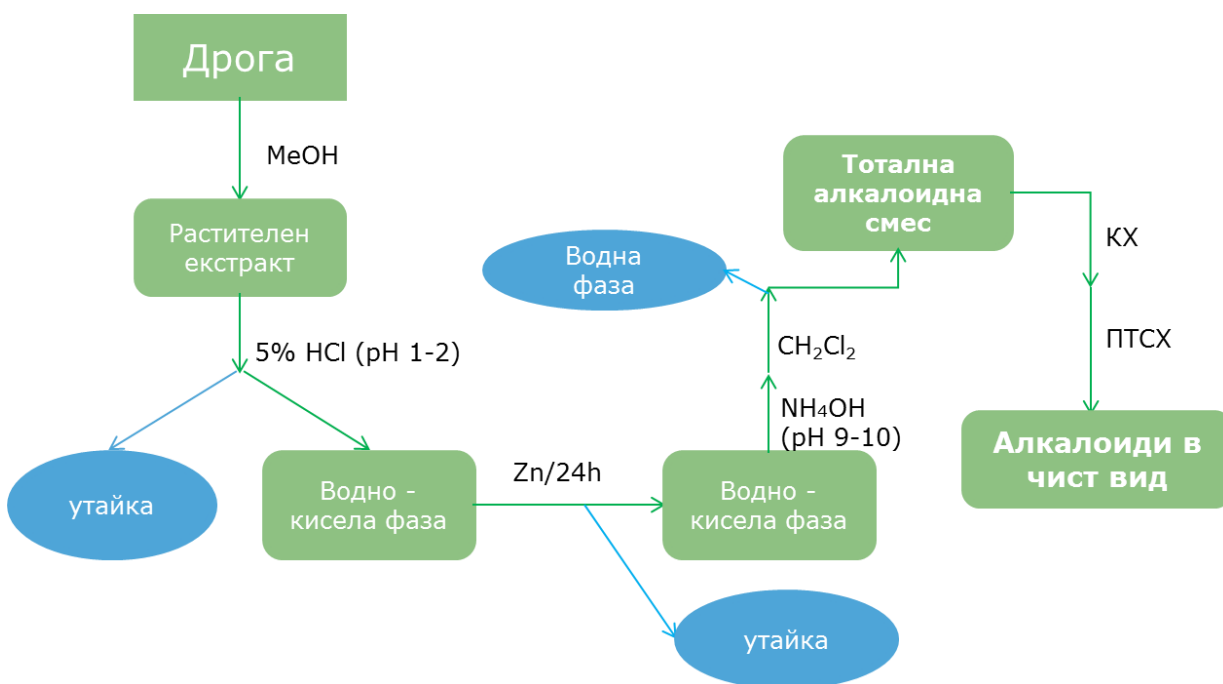 Дрога
MeOH
Растителен
екстракт
5% HCl (pH 1-2)
утайка
Водно -
кисела фаза
Zn/24h
утайка
Водно -
кисела фаза
NH₄OH
(pH 9-10)
CH₂Cl₂
Водна
фаза
Тотална
алкалоидна
смес
КХ
ПТСХ
Алкалоиди в
чист вид